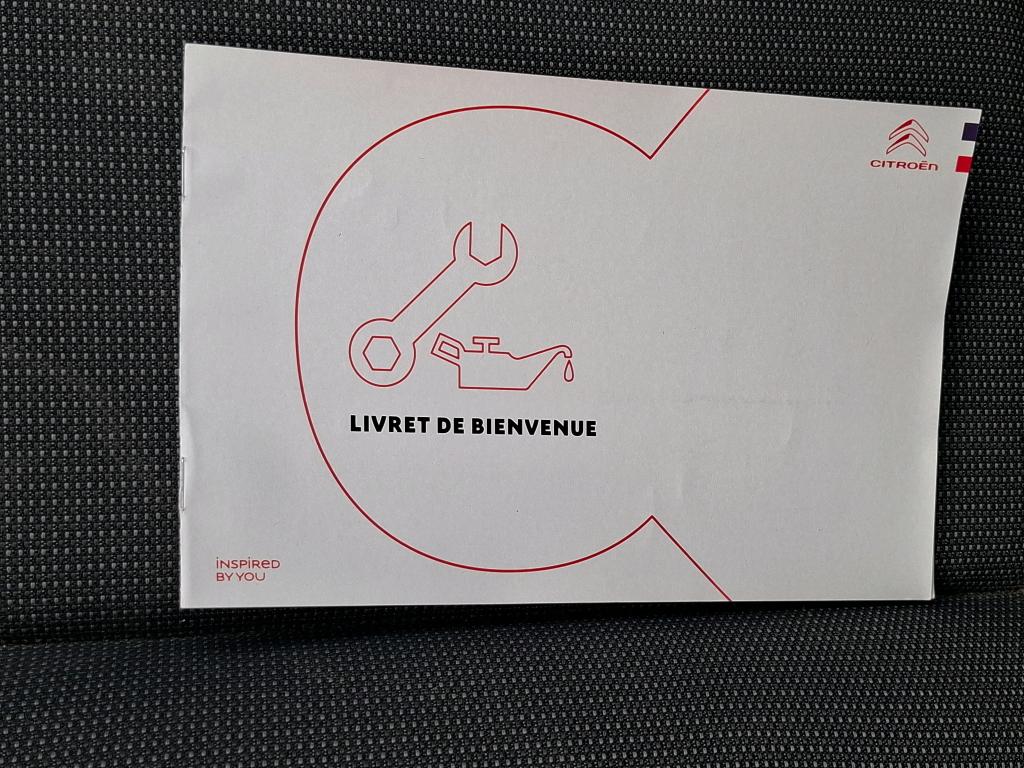 CITROËN
LIVRET DE BIENVENUE
INSPIRED
BY YOU